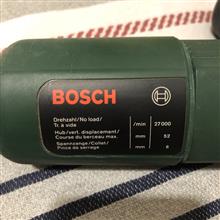 BOSCH
Drehzahl/No load/
Tr. à vide
/min 27000
Hub/vert. displacement/
Course du berceau max.
mm 52
Spannzange/Collet/
Pince de serrage
mm 8